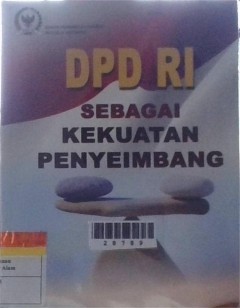 DPD RI
SEBAGAI
KEKUATAN
PENYEIMBANG